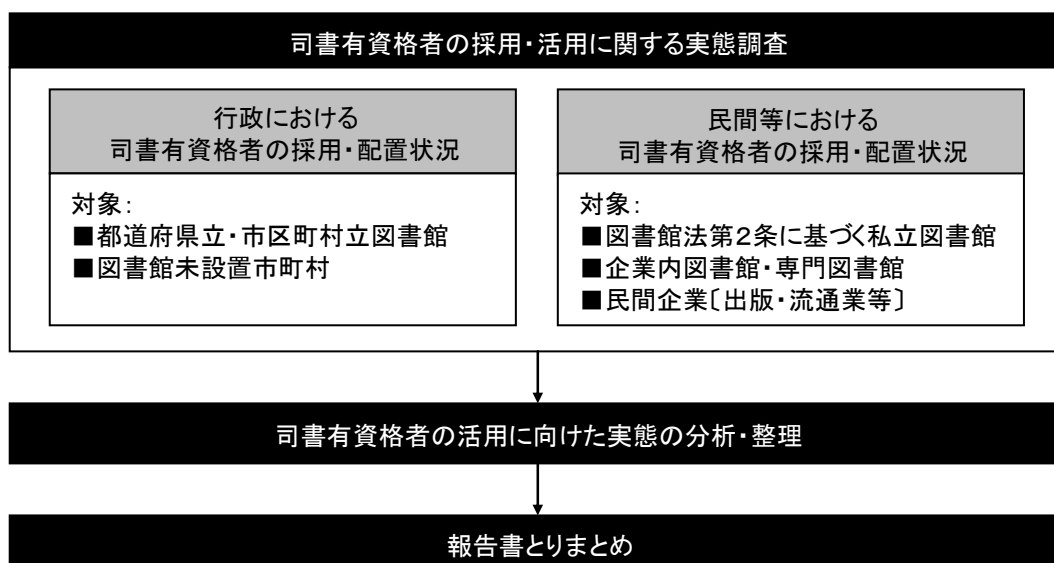 司書有資格者の採用・活用に関する実態調査
行政における
司書有資格者の採用・配置状況
対象:
■都道府県立・市区町村立図書館
■図書館未設置市町村
民間等における
司書有資格者の採用・配置状況
対象:
■図書館法第2条に基づく私立図書館
■企業内図書館・専門図書館
■民間企業〔出版・流通業等〕
司書有資格者の活用に向けた実態の分析・整理
報告書とりまとめ